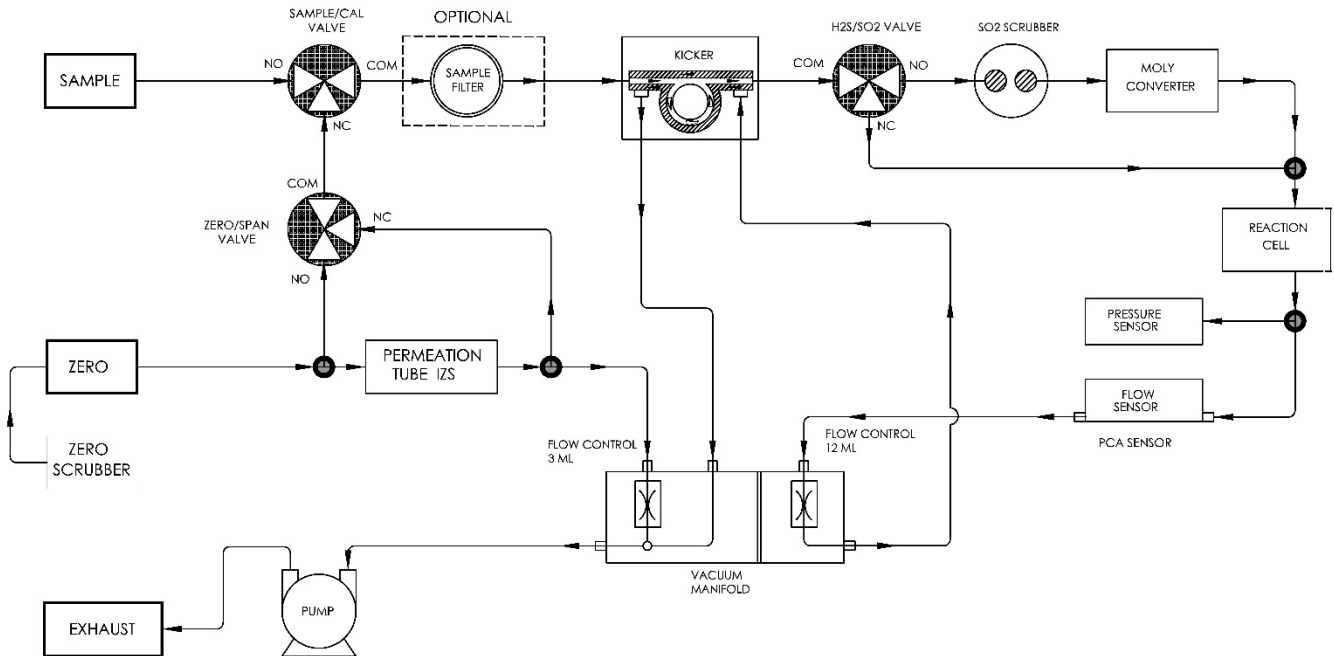 SAMPLE/CAL
VALVE
OPTIONAL
H2S/SO2 VALVE
SO2 SCRUBBER
KICKER
NO
COM
COM
NO
SAMPLE
SAMPLE
FILTER
MOLY
CONVERTER
NC
NC
COM
ZERO/SPAN
VALVE
NC
REACTION
CELL
NO
PRESSURE
SENSOR
ZERO
PERMEATION
TUBE IZS
FLOW
SENSOR
ZERO
SCRUBBER
FLOW CONTROL
3 ML
FLOW CONTROL
12 ML
PCA SENSOR
VACUUM
MANIFOLD
PUMP
EXHAUST